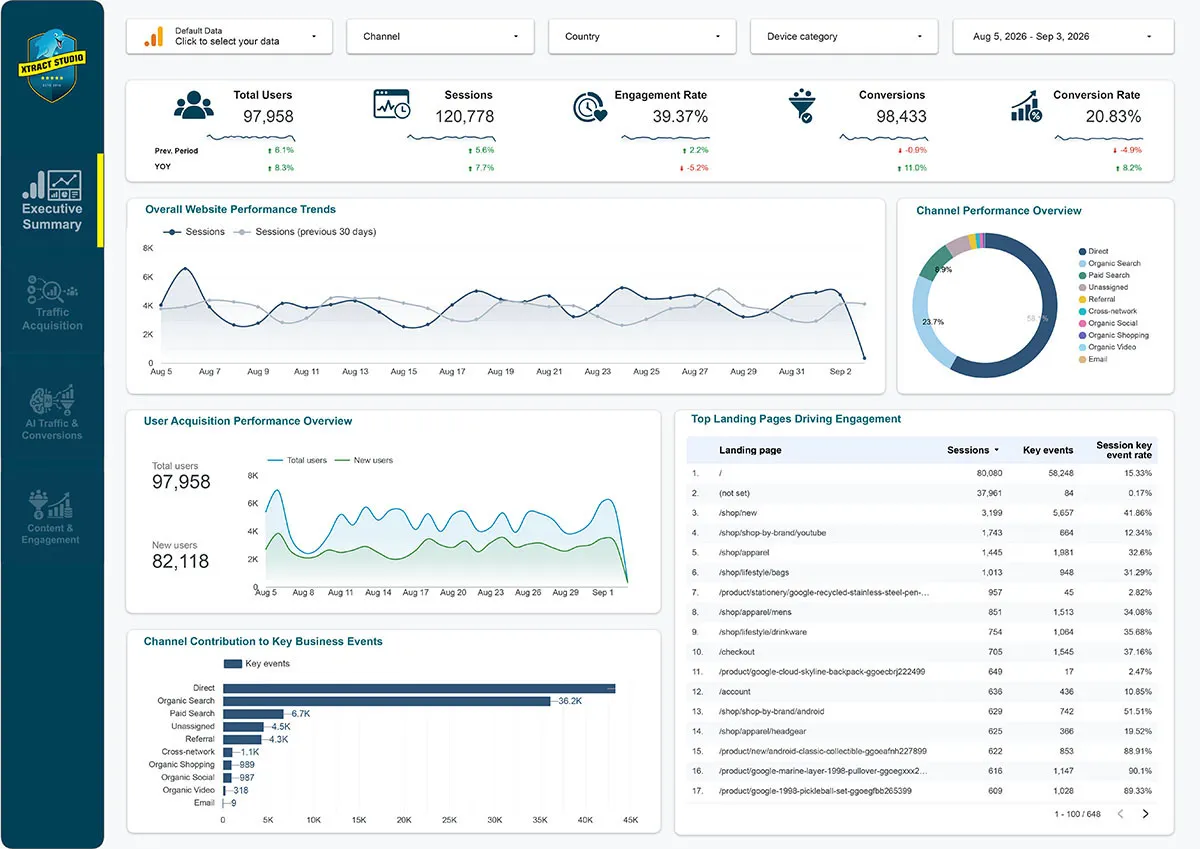 XTRACT STUDIO
Default Data
Click to select your data
Channel
Country
Device category
Aug 5, 2026 - Sep 3, 2026
Executive
Summary
Traffic
Acquisition
AI Traffic &
Conversions
Content &
Engagement
Total Users
97,958
Sessions
120,778
Engagement Rate
39.37%
Conversions
98,433
Conversion Rate
20.83%
Prev. Period
6.1%
5.6%
2.2%
-0.9%
-4.9%
YOY
8.3%
7.7%
-5.2%
11.0%
8.2%
Overall Website Performance Trends
Sessions
Sessions (previous 30 days)
8K
6K
4K
2K
0
Aug 5
Aug 7
Aug 9
Aug 11
Aug 13
Aug 15
Aug 17
Aug 19
Aug 21
Aug 23
Aug 25
Aug 27
Aug 29
Aug 31
Sep 2
Channel Performance Overview
8.9%
23.7%
Direct
Organic Search
Paid Search
Unassigned
Referral
Cross-network
Organic Social
Organic Shopping
Organic Video
Email
User Acquisition Performance Overview
Total users
97,958
New users
82,118
Total users
New users
8K
6K
4K
2K
0
Aug 5
Aug 8
Aug 11
Aug 14
Aug 17
Aug 20
Aug 23
Aug 26
Aug 29
Sep 1
Channel Contribution to Key Business Events
Key events
Direct
Organic Search 36.2K
Paid Search 6.7K
Unassigned 4.5K
Referral 4.3K
Cross-network 1.1K
Organic Shopping 989
Organic Social 987
Organic Video 318
Email 9
0 5K 10K 15K 20K 25K 30K 35K 40K 45K
Top Landing Pages Driving Engagement
Landing page
Sessions
Key events
Session key
event rate
1. / 80,080 58,248 15.33%
2. (not set) 37,961 84 0.17%
3. /shop/new 3,199 5,657 41.86%
4. /shop/shop-by-brand/youtube 1,743 664 12.34%
5. /shop/apparel 1,445 1,981 32.6%
6. /shop/lifestyle/bags 1,013 948 31.29%
7. /product/stationery/google-recycled-stainless-steel-pen-... 957 45 2.82%
8. /shop/apparel/mens 851 1,513 34.08%
9. /shop/lifestyle/drinkware 754 1,064 35.68%
10. /checkout 705 1,545 37.16%
11. /product/google-cloud-skyline-backpack-ggoecbrj222499 649 17 2.47%
12. /account 636 436 10.85%
13. /shop/shop-by-brand/android 629 742 51.51%
14. /shop/apparel/headgear 625 366 19.52%
15. /product/new/android-classic-collectible-ggoeafnh227899 622 853 88.91%
16. /product/google-marine-layer-1998-pullover-ggoegxxx2... 616 1,147 90.1%
17. /product/google-1998-pickleball-set-ggoegfbb265399 609 1,028 89.33%
1 - 100 / 648